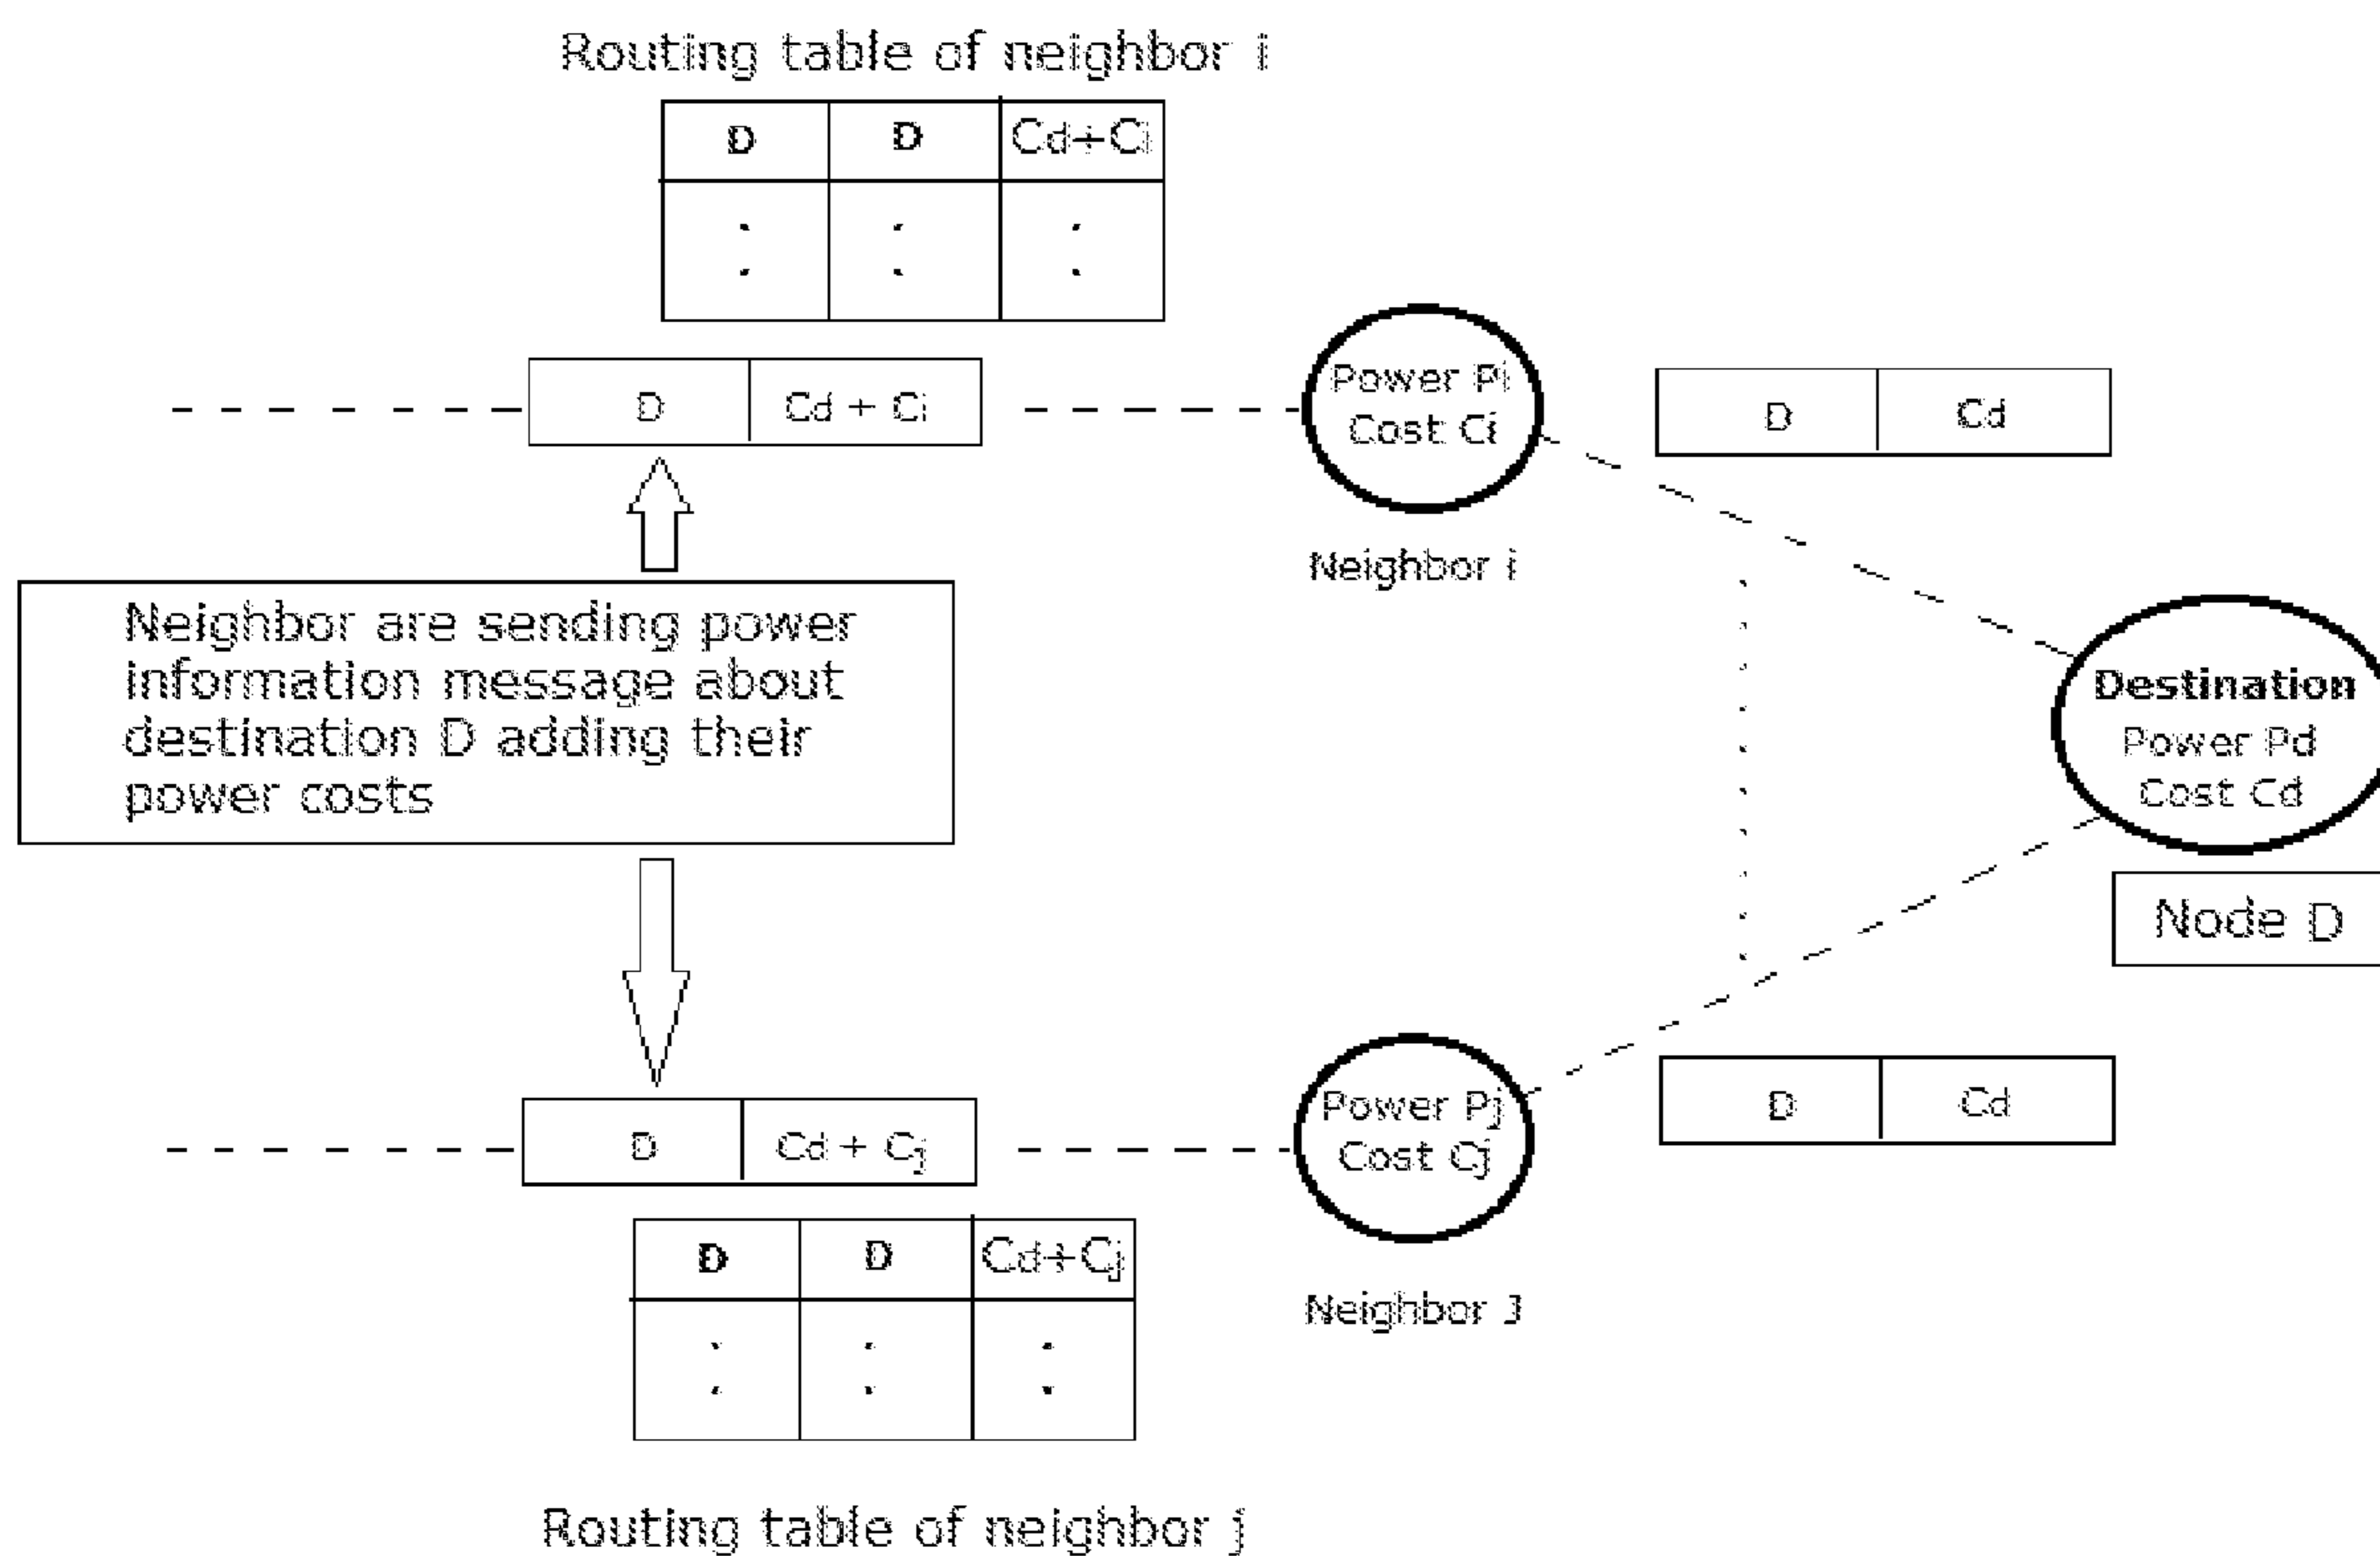 Routing table of neighbor i
D D Cd+Ci
D Cd + Ci
Power Pi
Cost Ci
Neighbor i
D Cd
Neighbor are sending power
information message about
destination D adding their
power costs
Destination
Power Pd
Cost Cd
Node D
D Cd + Cj
Power Pj
Cost Cj
Neighbor J
D Cd
D D Cd+Cj
Routing table of neighbor j